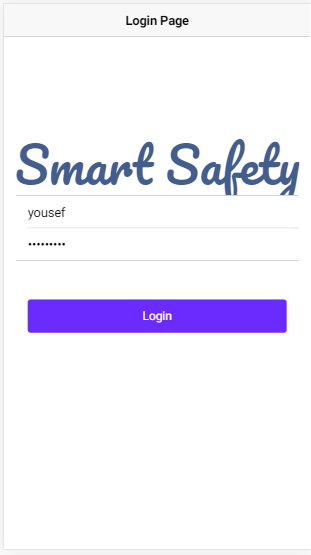 Login Page
Smart Safety
yousef
•••••••••
Login